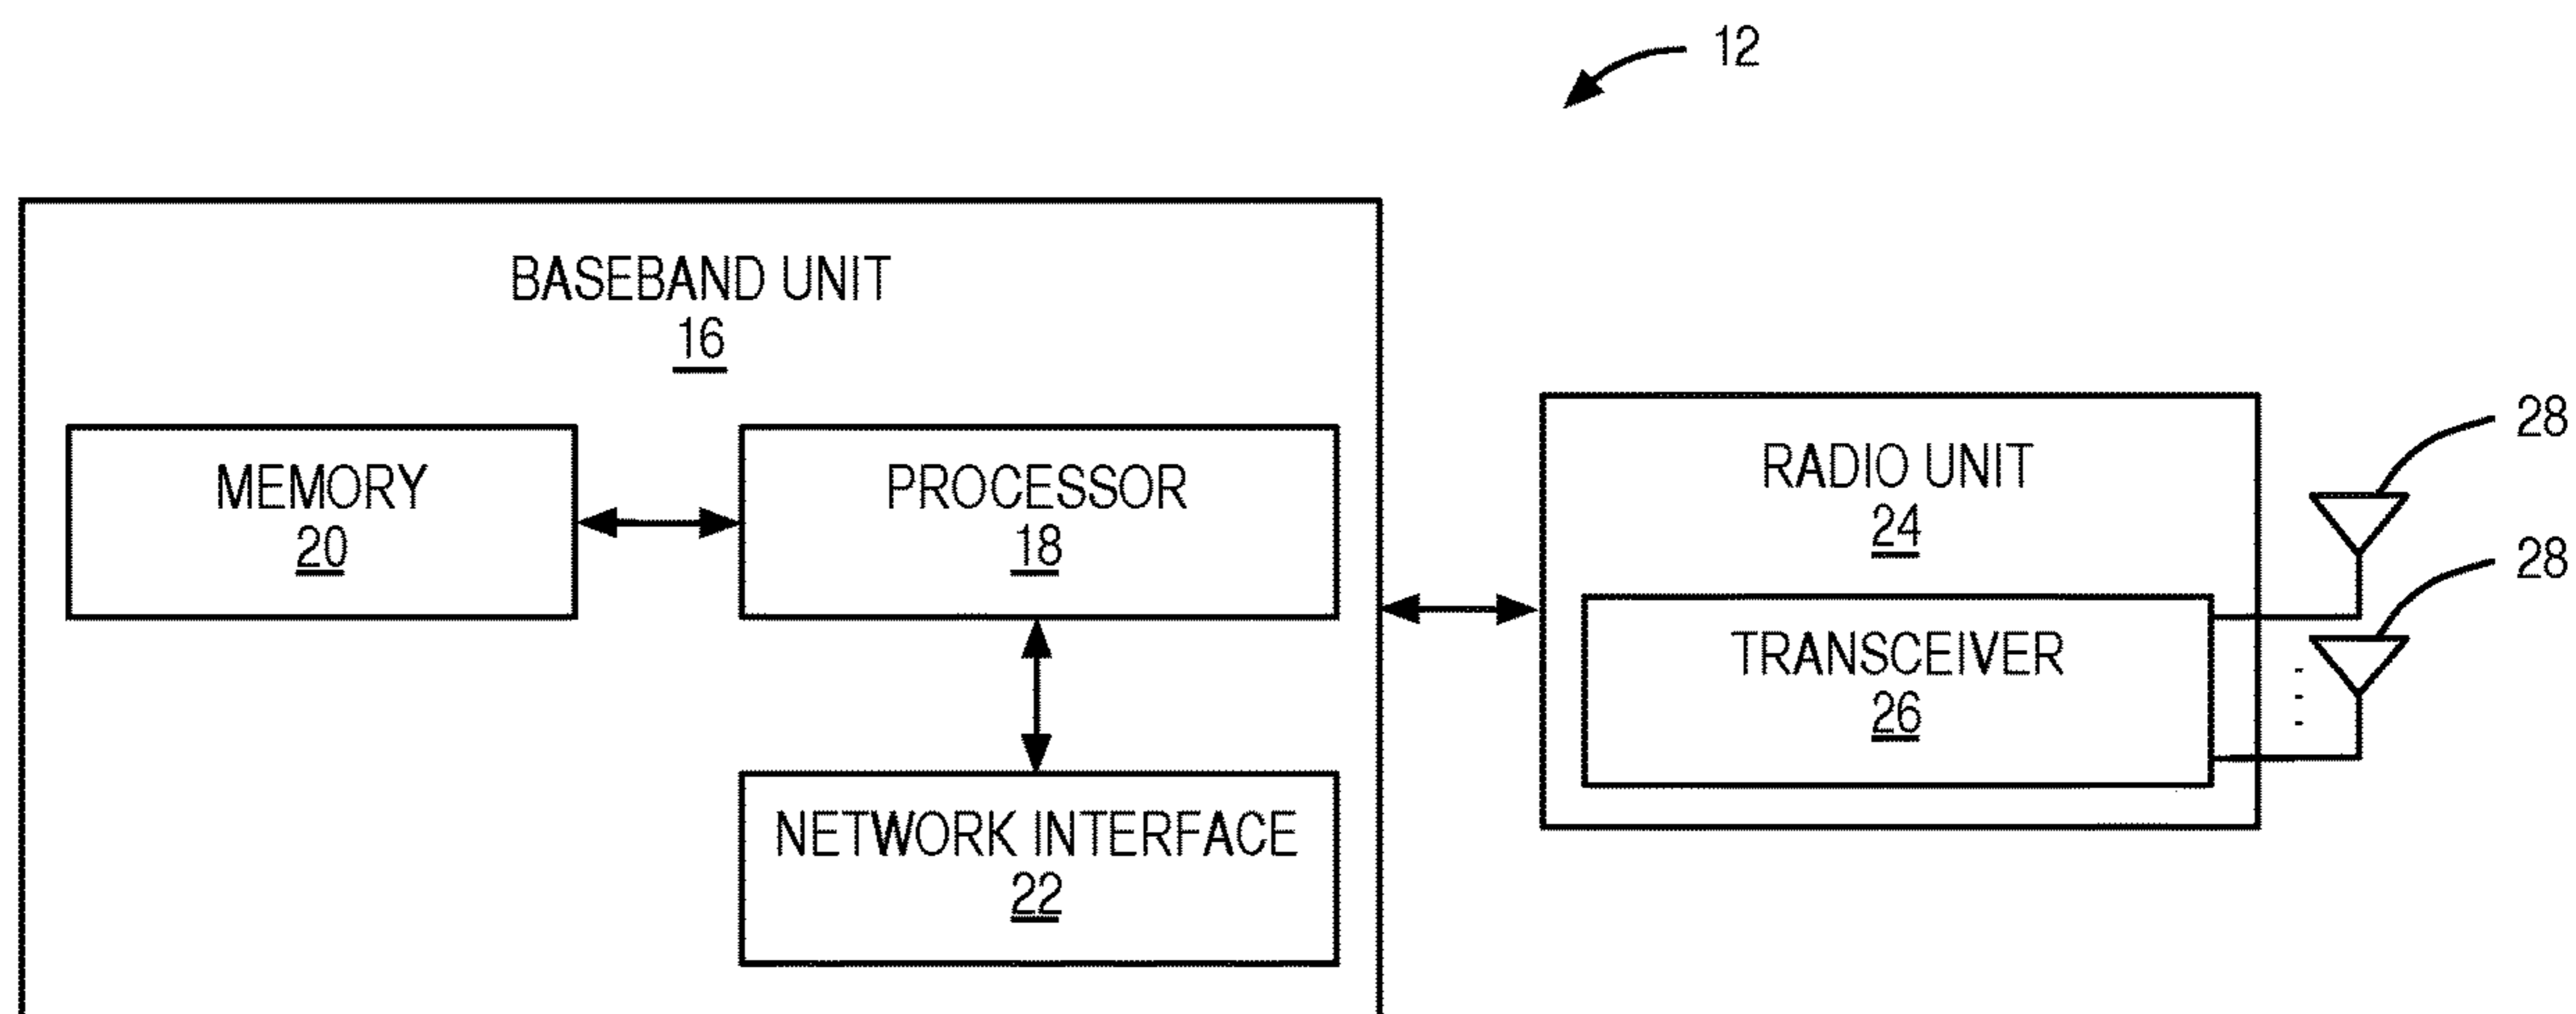 12
BASEBAND UNIT
16
MEMORY
20
PROCESSOR
18
NETWORK INTERFACE
22
RADIO UNIT
24
TRANSCEIVER
26
28
28